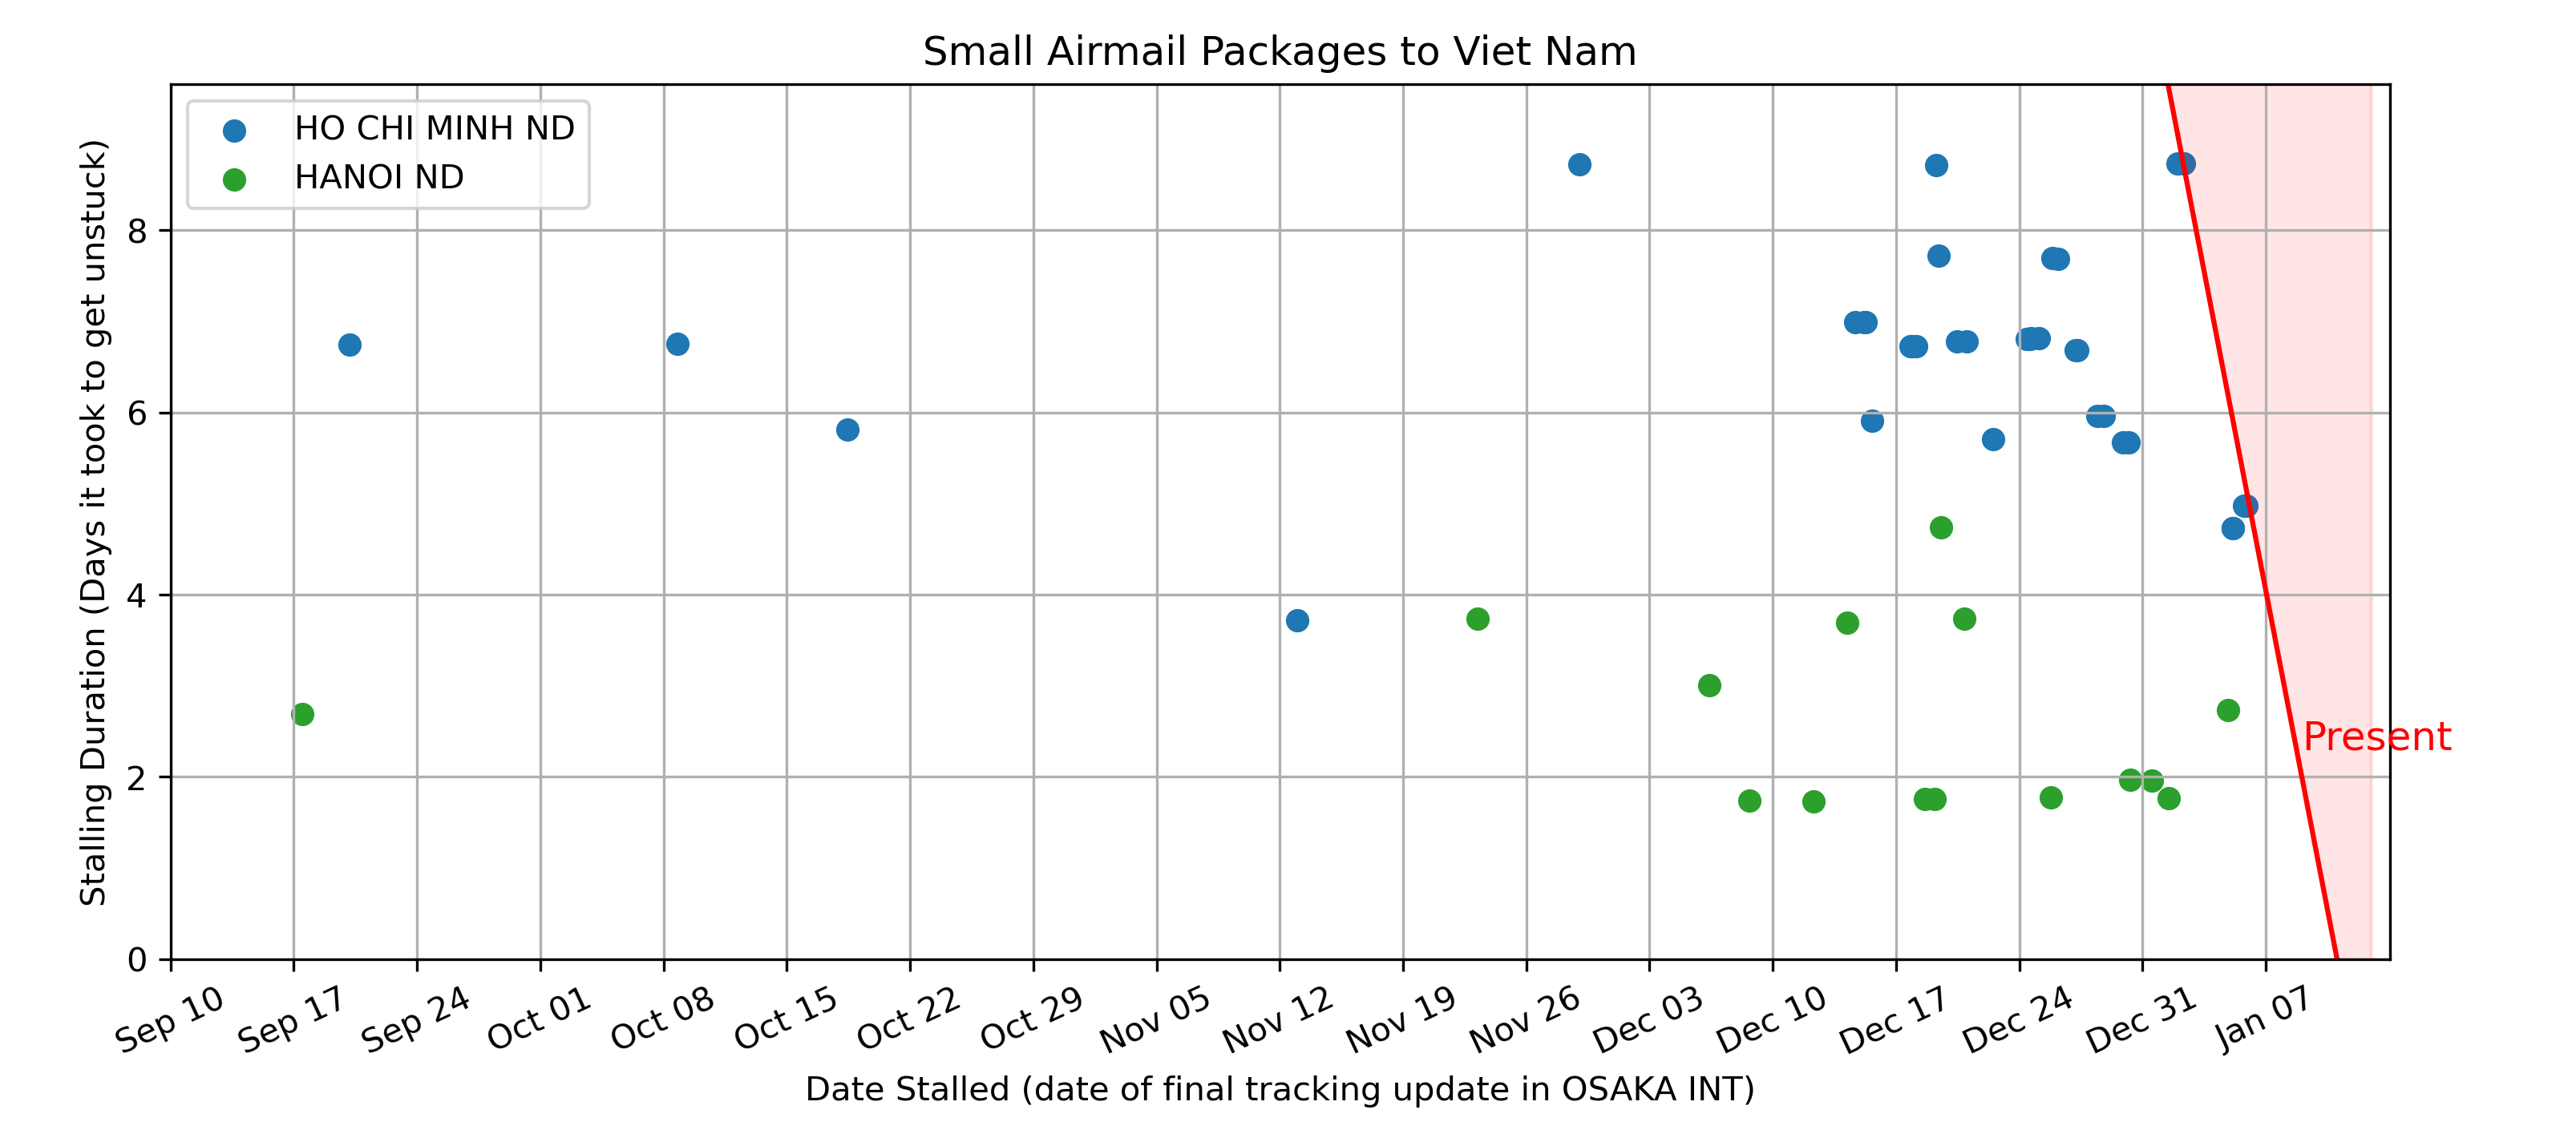 Small Airmail Packages to Viet Nam
HO CHI MINH ND
HANOI ND
Stalling Duration (Days it took to get unstuck)
8
6
4
2
0
Present
Sep 10
Sep 17
Sep 24
Oct 01
Oct 08
Oct 15
Oct 22
Oct 29
Nov 05
Nov 12
Nov 19
Nov 26
Dec 03
Dec 10
Dec 17
Dec 24
Dec 31
Jan 07
Date Stalled (date of final tracking update in OSAKA INT)